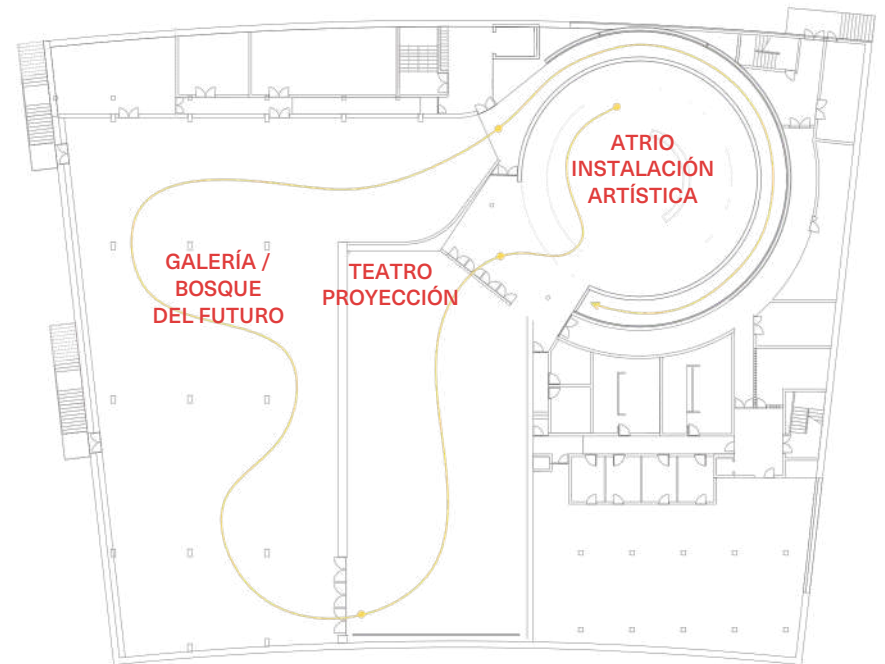 ATRIO
INSTALACIÓN
ARTÍSTICA
GALERÍA /
BOSQUE
DEL FUTURO
TEATRO
PROYECCIÓN